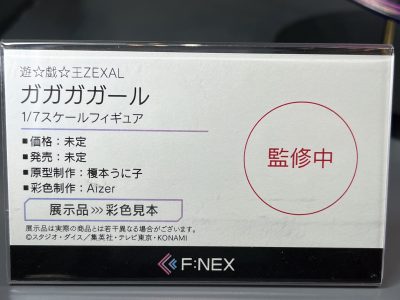 遊☆戯☆王ZEXAL
ガガガガール
1/7スケールフィギュア
■価格:未定
■発売:未定
■原型制作:榎本うに子
■彩色制作:Aizer
展示品>>>彩色見本
監修中
展示品は実際の商品とは若干異なる場合がございます。
©スタジオ・ダイス/集英社・テレビ東京・KONAMI
F:NEX